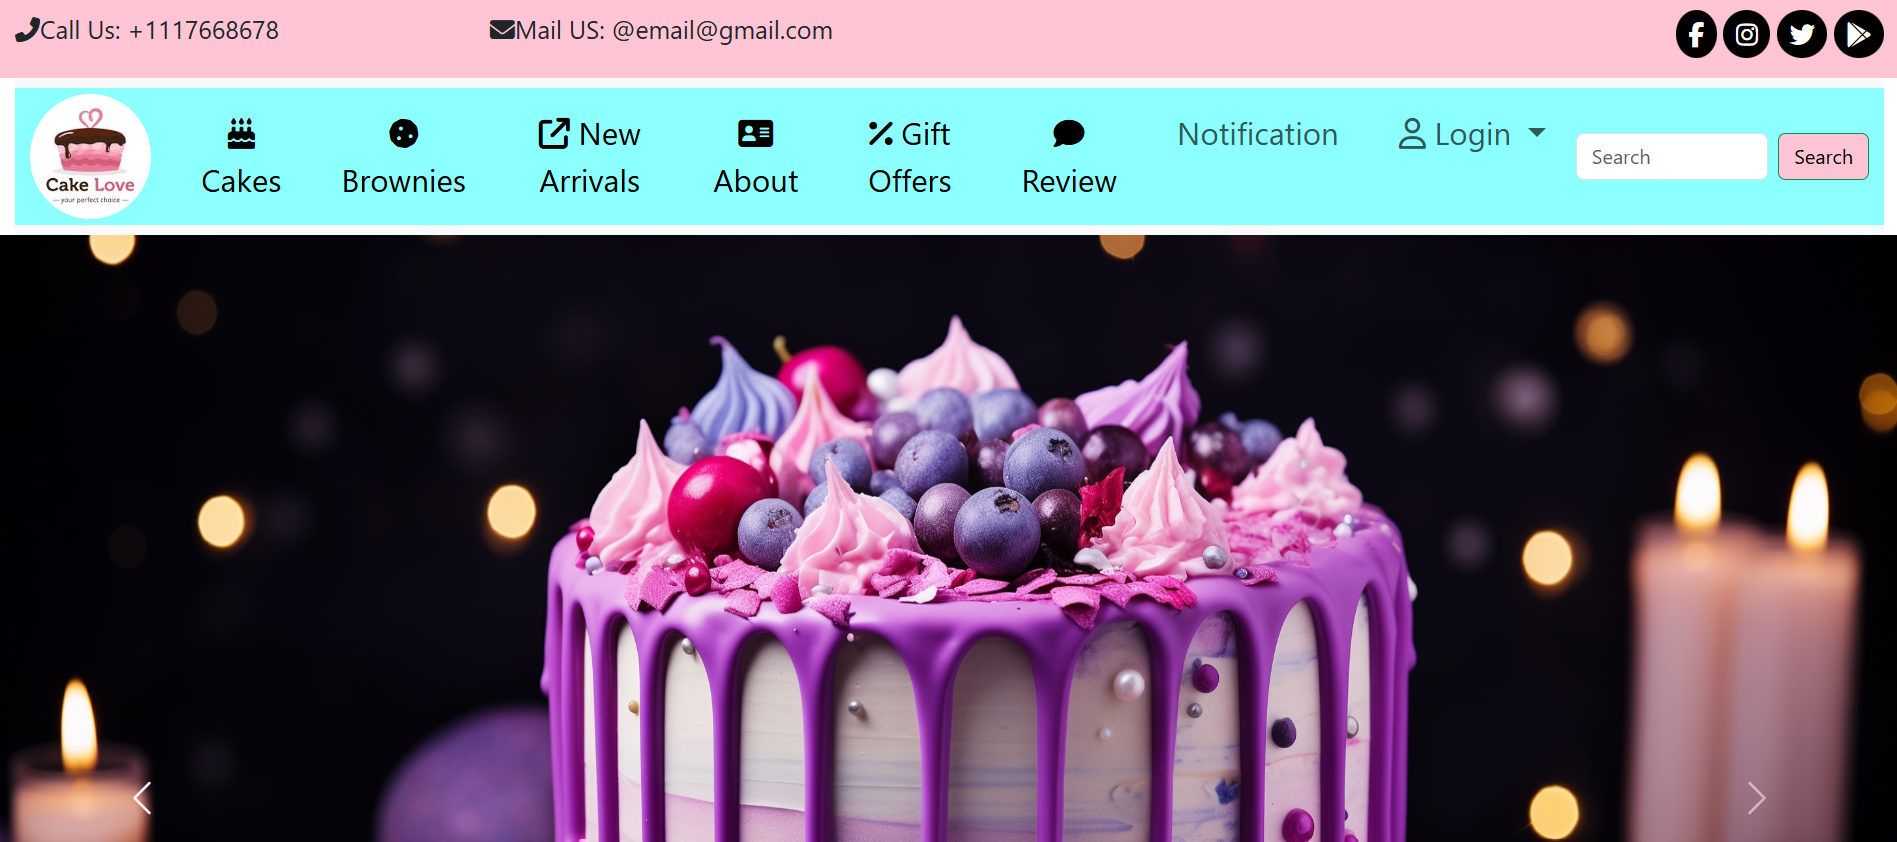 Call Us: +1117668678
Mail US: @email@gmail.com
Cake Love
— your perfect choice —
Cakes
Brownies
New
Arrivals
About
Gift
Offers
Review
Notification
Login
Search
Search